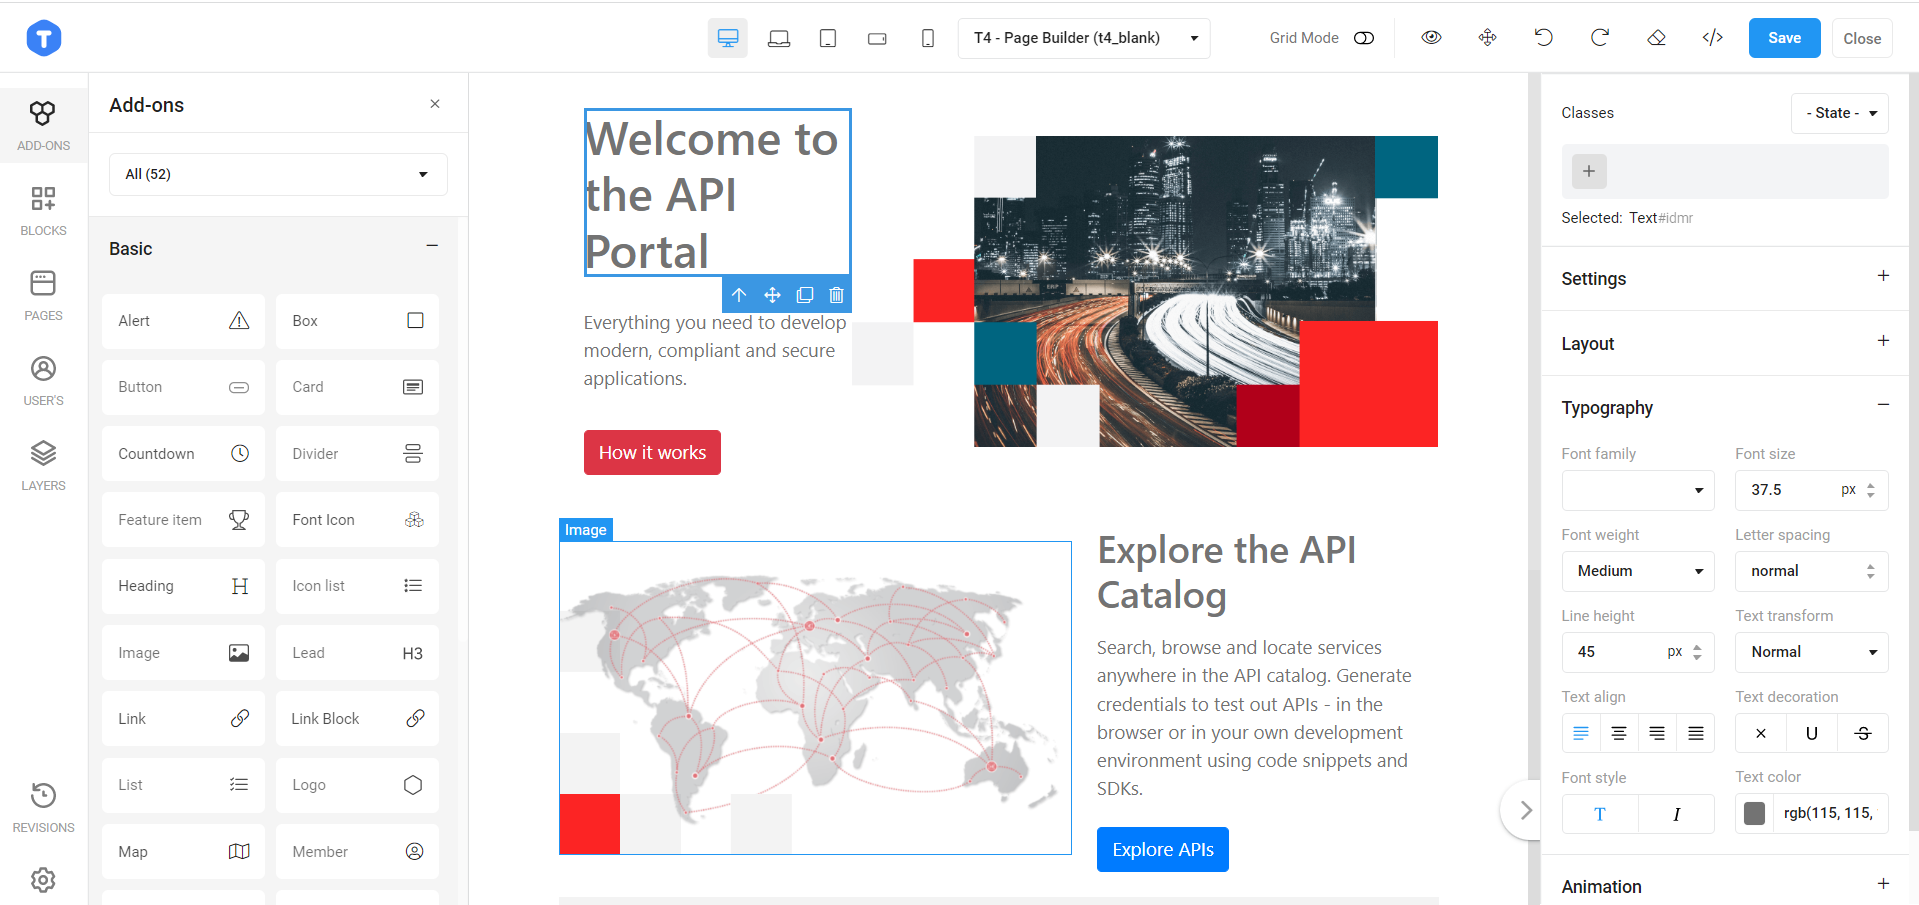 T
T4 - Page Builder (t4_blank)
Grid Mode
</>
Save
Close
ADD-ONS
BLOCKS
PAGES
USER'S
LAYERS
REVISIONS
Add-ons
×
All (52)
Basic
Alert
Box
Button
Card
Countdown
Divider
Feature item
Font Icon
Heading
H
Icon list
Image
Lead
H3
Link
Link Block
List
Logo
Map
Member
Welcome to
the API
Portal
Everything you need to develop
modern, compliant and secure
applications.
How it works
ERP
Image
Explore the API
Catalog
Search, browse and locate services
anywhere in the API catalog. Generate
credentials to test out APIs - in the
browser or in your own development
environment using code snippets and
SDKs.
Explore APIs
Classes
- State -
+
Selected: Text#idmr
Settings
+
Layout
+
Typography
−
Font family
Font size
37.5 px
Font weight
Letter spacing
Medium
normal
Line height
Text transform
45 px
Normal
Text align
Text decoration
× U S
Font style
Text color
T I
rgb(115, 115,
Animation
+